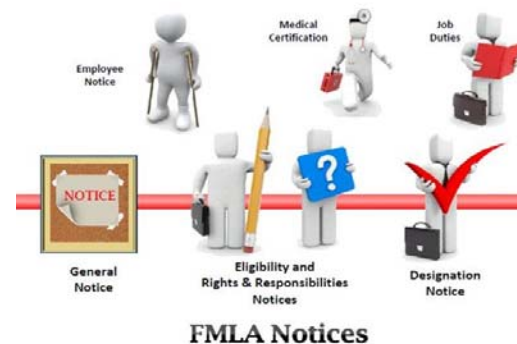 Employee
Notice
Medical
Certification
Job
Duties
NOTICE
?
General
Notice
Eligibility and
Rights & Responsibilities
Notices
Designation
Notice
FMLA Notices